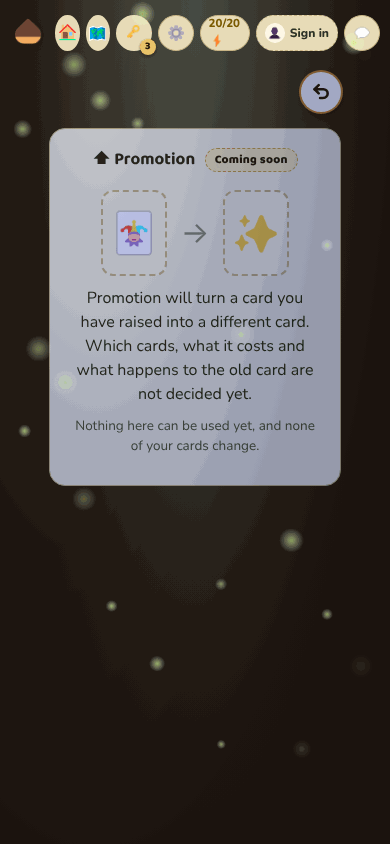 20/20
3
Sign in
Promotion
Coming soon
Promotion will turn a card you
have raised into a different card.
Which cards, what it costs and
what happens to the old card are
not decided yet.
Nothing here can be used yet, and none
of your cards change.